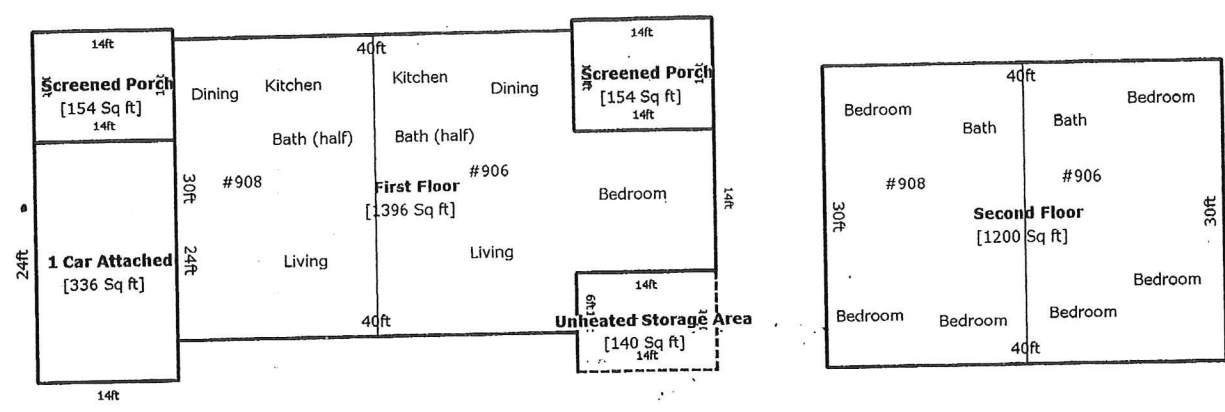 14ft
Screened Porch
[154 Sq ft]
14ft
24ft
1 Car Attached
[336 Sq ft]
14ft
40ft
Dining
Kitchen
Bath (half)
30ft
#908
24ft
Living
Kitchen
Dining
Bath (half)
#906
First Floor
[1396 Sq ft]
Bedroom
Living
40ft
14ft
Screened Porch
[154 Sq ft]
14ft
14ft
14ft
Unheated Storage Area
[140 Sq ft]
14ft
40ft
Bedroom
Bedroom
Bath
Bath
#908
#906
30ft
Second Floor
[1200 Sq ft]
30ft
Bedroom
Bedroom
Bedroom
Bedroom
40ft